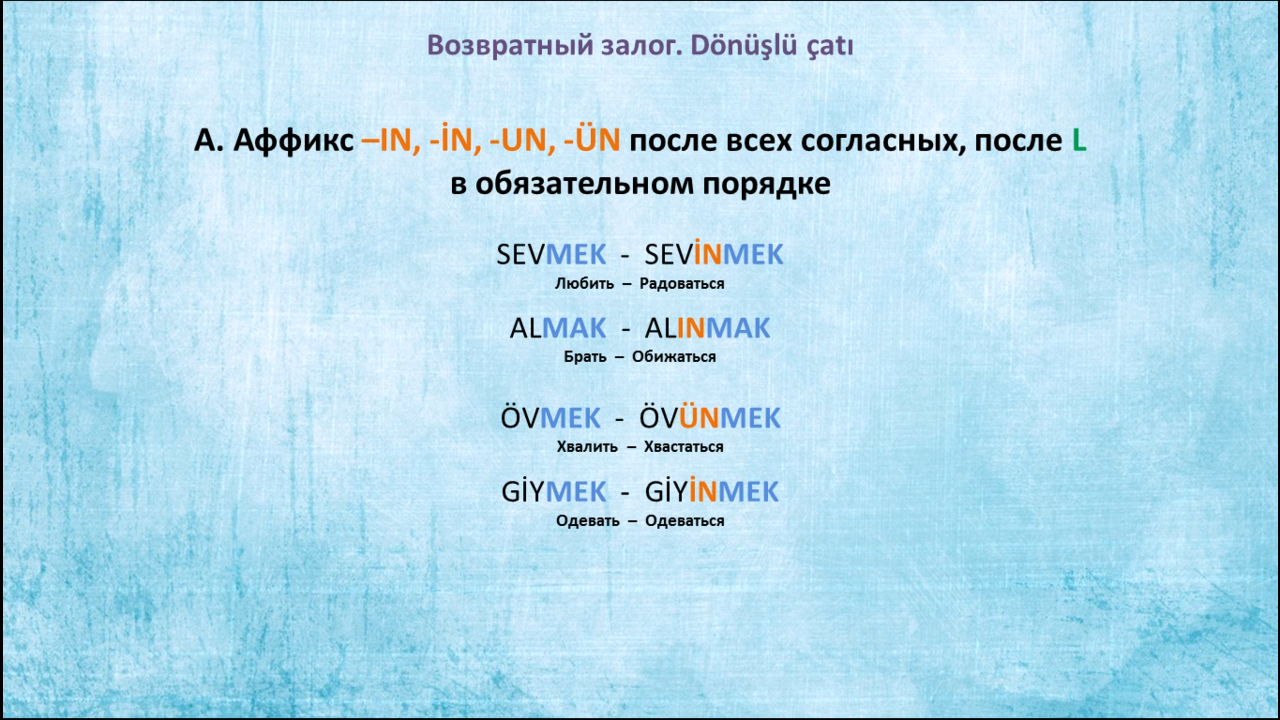 Возвратный залог. Dönüşlü çatı
А. Аффикс –IN, -İN, -UN, -ÜN после всех согласных, после L
в обязательном порядке
SEVMEK - SEVİNMEK
Любить – Радоваться
ALMAK - ALINMAK
Брать – Обижаться
ÖVMEK - ÖVÜNMEK
Хвалить – Хвастаться
GİYMEK - GİYİNMEK
Одевать – Одеваться